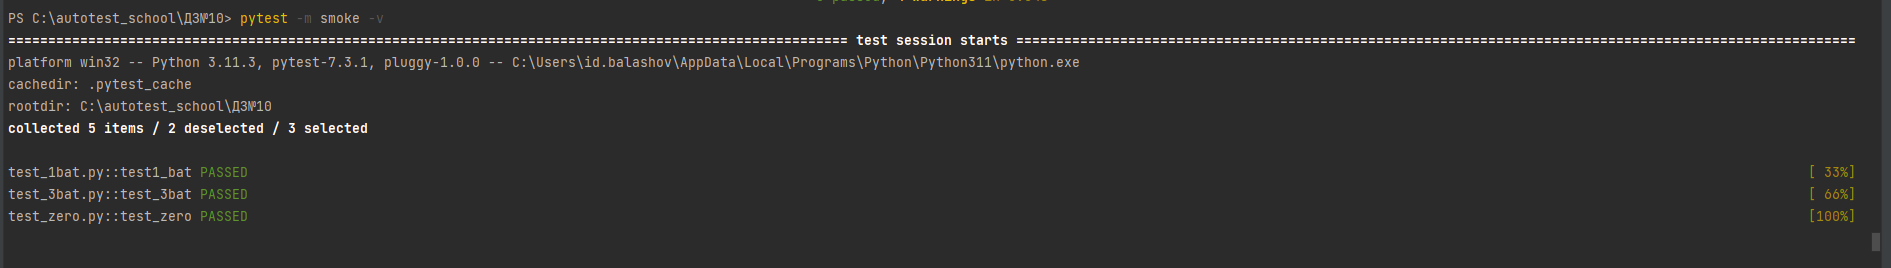 PS C:\autotest_school\ДЗ№10> pytest -m smoke -v
========================================================================================================= test session starts =========================================================================================================
platform win32 -- Python 3.11.3, pytest-7.3.1, pluggy-1.0.0 -- C:\Users\id.balashov\AppData\Local\Programs\Python\Python311\python.exe
cachedir: .pytest_cache
rootdir: C:\autotest_school\ДЗ№10
collected 5 items / 2 deselected / 3 selected
test_1bat.py::test1_bat PASSED [ 33%]
test_3bat.py::test_3bat PASSED [ 66%]
test_zero.py::test_zero PASSED [100%]